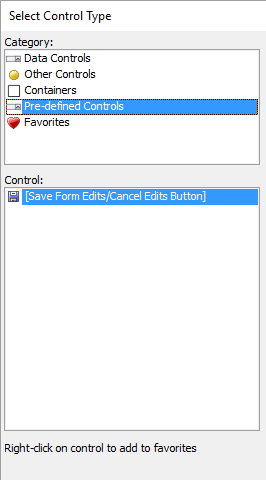 Select Control Type
Category:
Data Controls
Other Controls
Containers
Pre-defined Controls
Favorites
Control:
[Save Form Edits/Cancel Edits Button]
Right-click on control to add to favorites